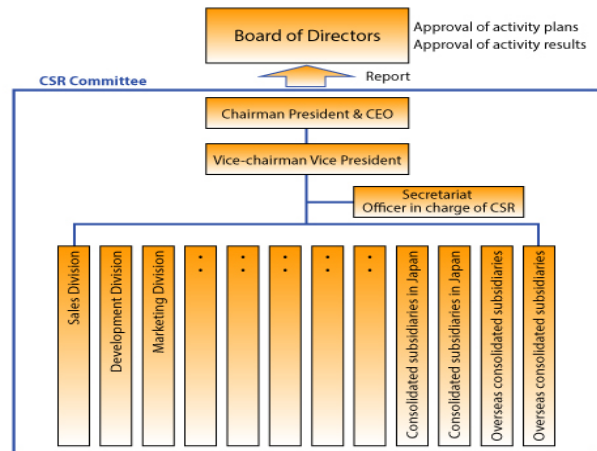 Board of Directors
Approval of activity plans
Approval of activity results
Report
CSR Committee
Chairman President & CEO
Vice-chairman Vice President
Secretariat
Officer in charge of CSR
Sales Division
Development Division
Marketing Division
:
:
:
:
:
Consolidated subsidiaries in Japan
Consolidated subsidiaries in Japan
Overseas consolidated subsidiaries
Overseas consolidated subsidiaries